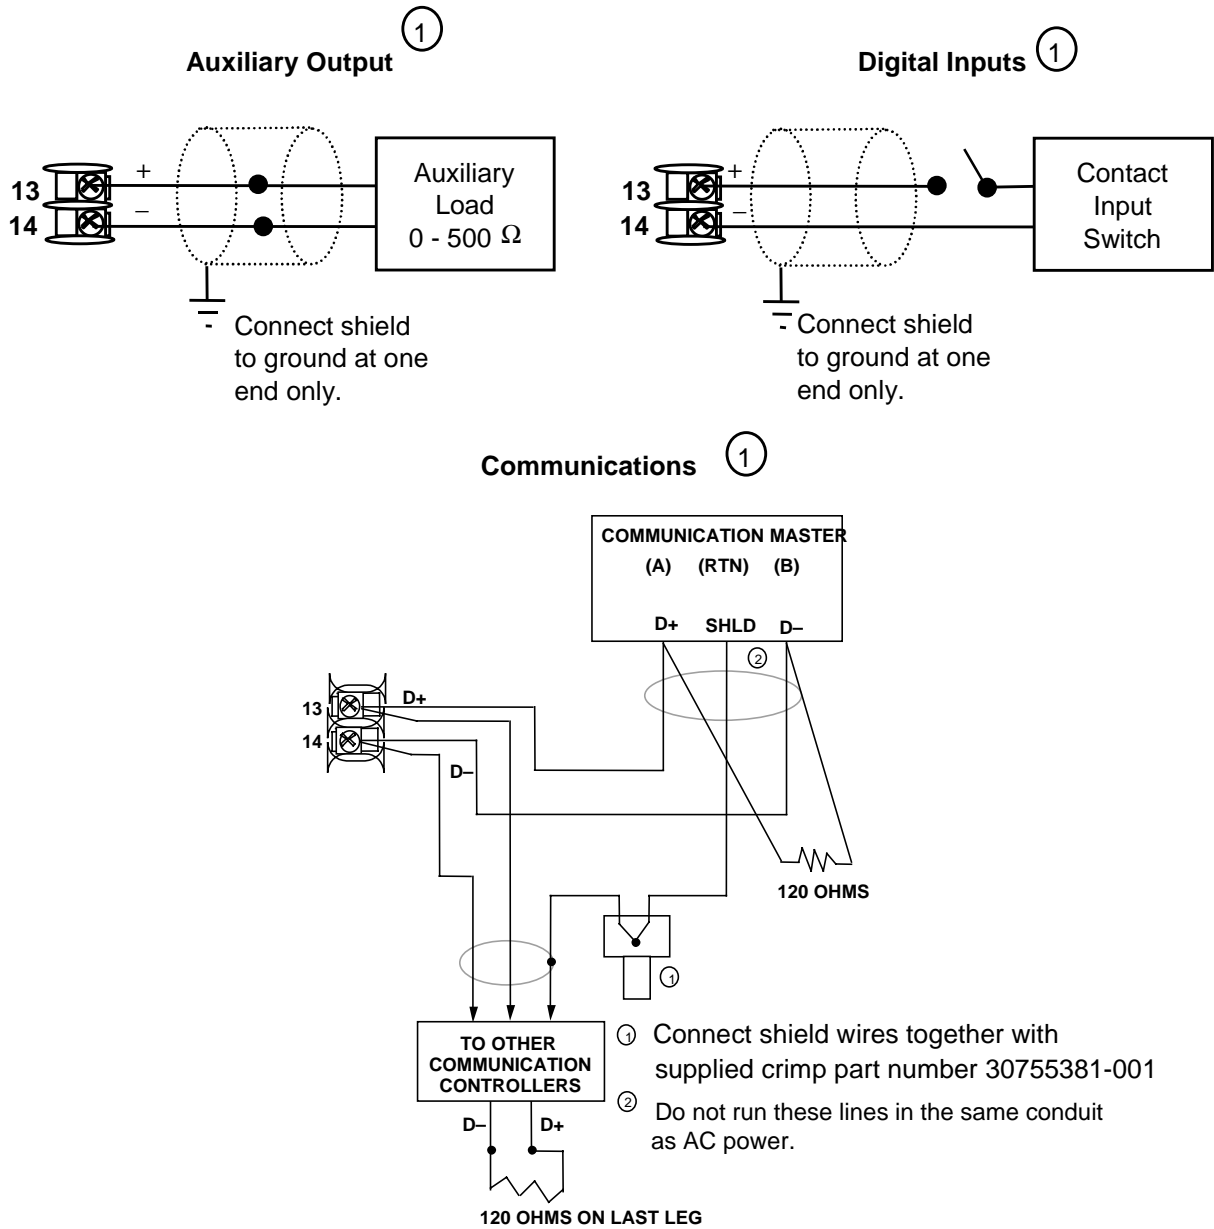 Auxiliary Output 1
13
14
+
–
Auxiliary
Load
0 - 500 Ω
Connect shield
to ground at one
end only.
Digital Inputs 1
13
14
+
–
Contact
Input
Switch
Connect shield
to ground at one
end only.
Communications 1
COMMUNICATION MASTER
(A) (RTN) (B)
D+ SHLD D–
2
13
14
D+
D–
120 OHMS
1
TO OTHER
COMMUNICATION
CONTROLLERS
D– D+
120 OHMS ON LAST LEG
1 Connect shield wires together with
supplied crimp part number 30755381-001
2 Do not run these lines in the same conduit
as AC power.